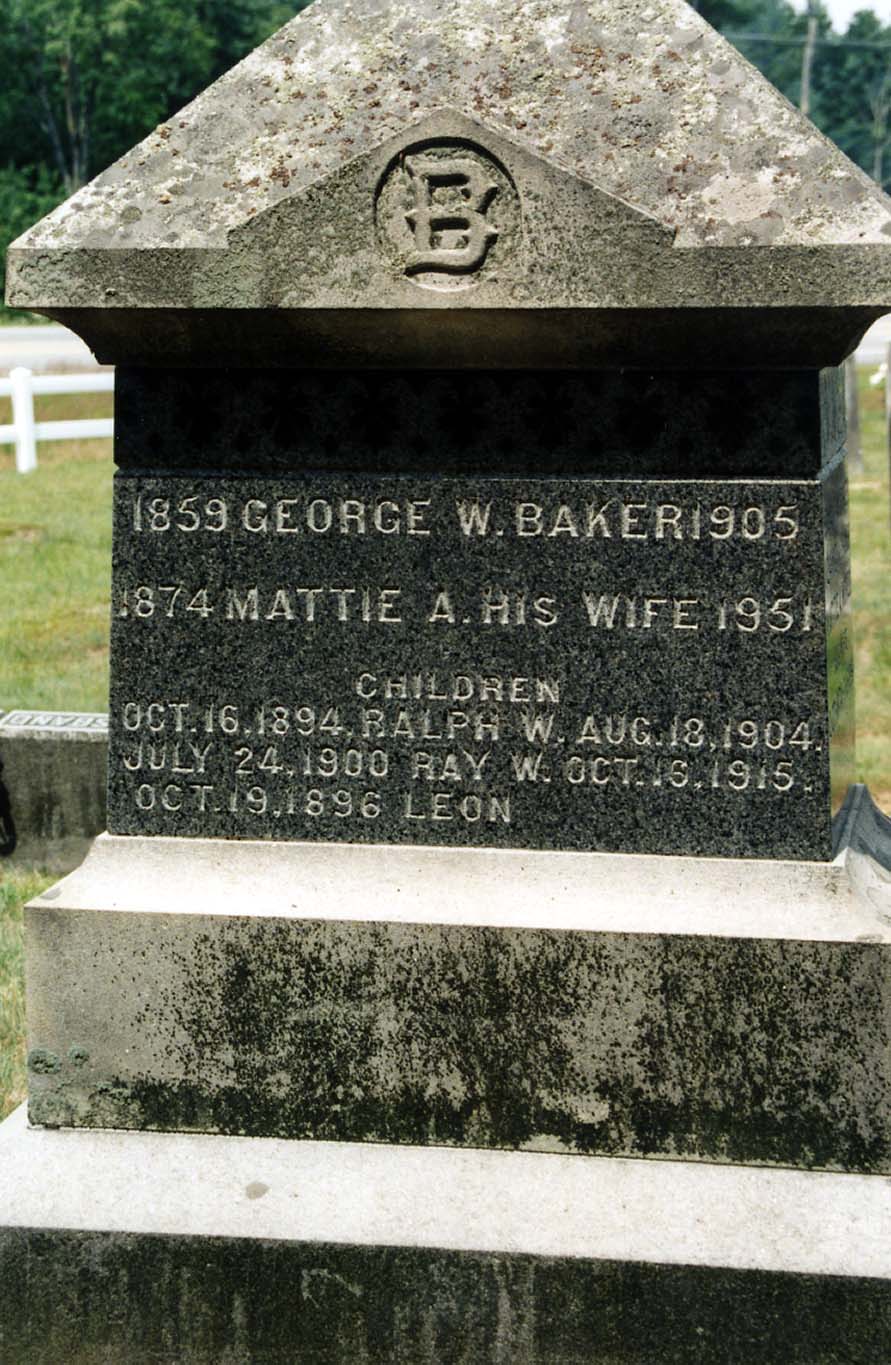 B
1859 GEORGE W. BAKER 1905
1874 MATTIE A. HIS WIFE 1951
CHILDREN
OCT. 16, 1894. RALPH W. AUG. 18, 1904.
JULY 24, 1900 RAY W. OCT. 16, 1915.
OCT. 19, 1896 LEON